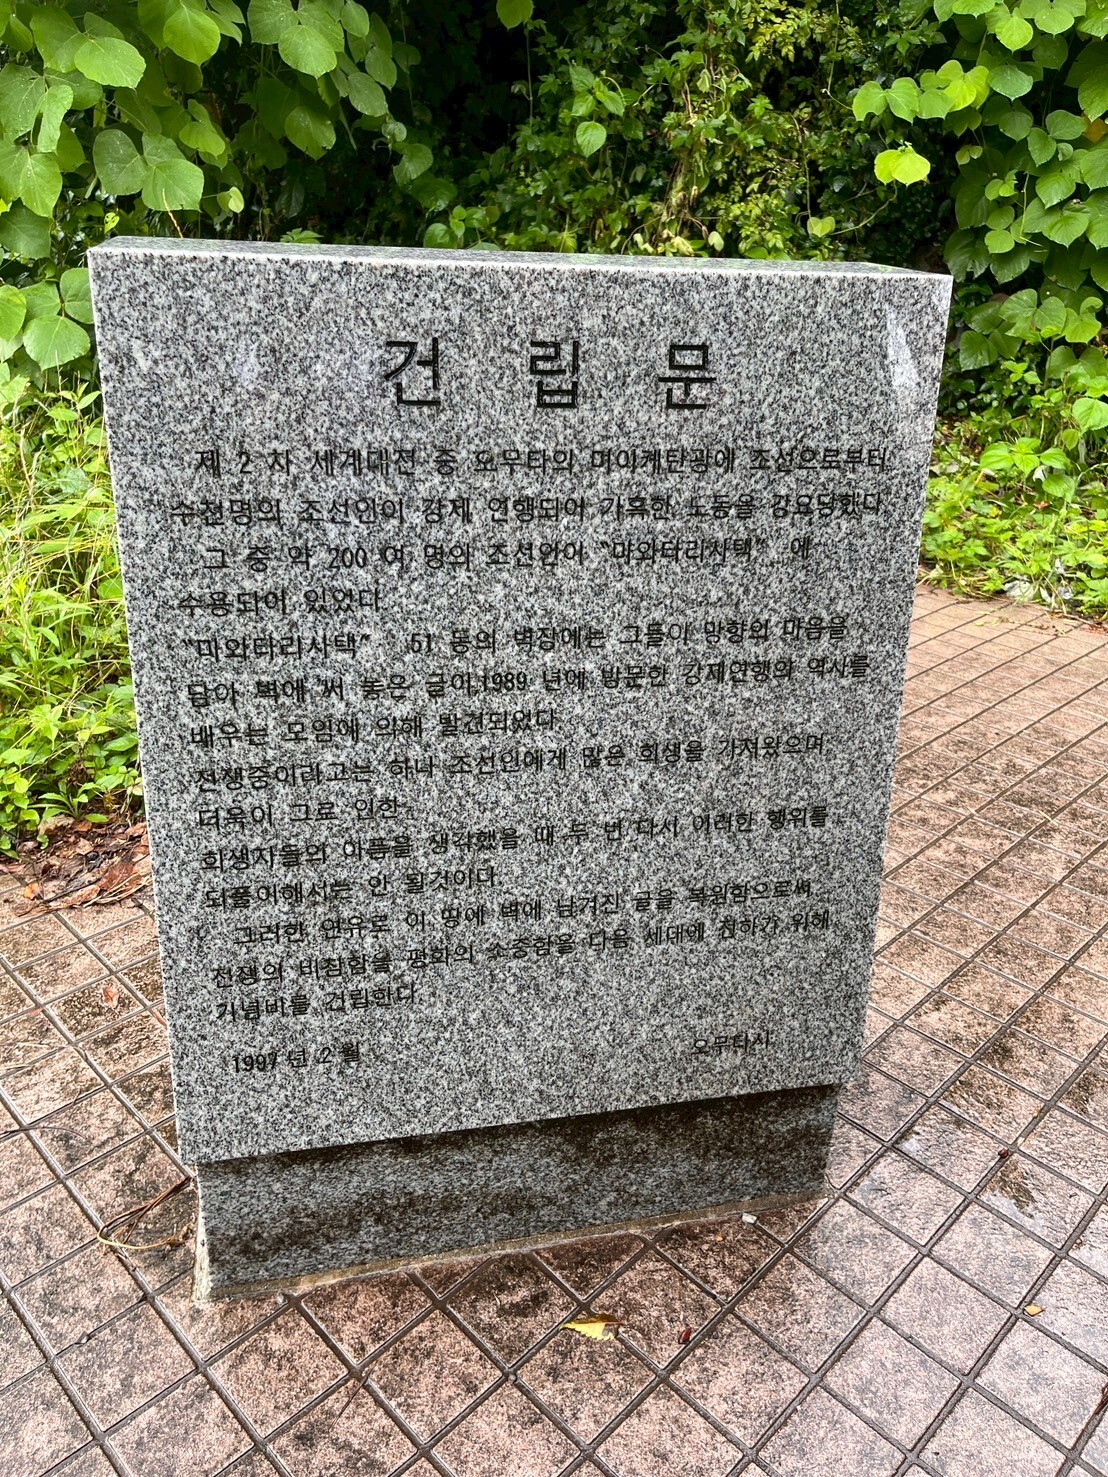 건 립 문
제 2 차 세계대전 중 오무타의 미이케탄광에 조선으로부터
수천명의 조선인이 강제 연행되어 가혹한 노동을 강요당했다
그 중 약 200 여 명의 조선인이 "마와타리사택" 에
수용되어 있었다
"마와타리사택" 51 동의 벽장에는 그들이 망향의 마음을
담아 벽에 써 놓은 글이 1989 년에 방문한 강제연행의 역사를
배우는 모임에 의해 발견되었다
전쟁중이라고는 하나 조선인에게 많은 희생을 가져왔으며,
더욱이 그로 인한
희생자들의 아픔을 생각했을 때 두 번 다시 이러한 행위를
되풀이해서는 안 될것이다.
그러한 연유로 이 땅에 벽에 남겨진 글을 복원함으로써
전쟁의 비참함을 평화의 소중함을 다음 세대에 전하기 위해
기념비를 건립한다.
1997 년 2 월 오무타시